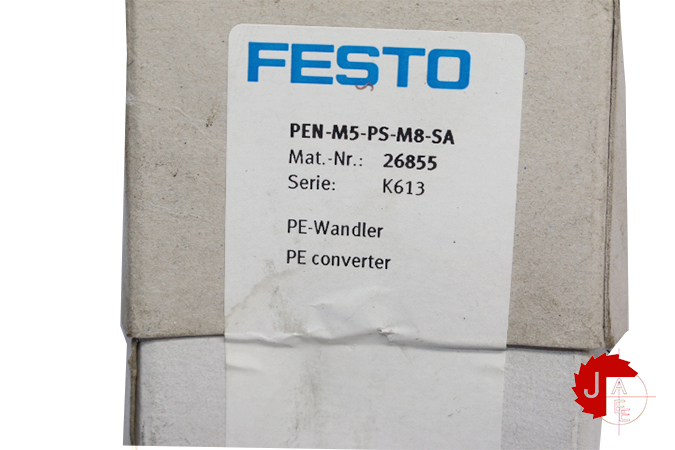 FESTO
PEN-M5-PS-M8-SA
Mat.-Nr.: 26855
Serie: K613
PE-Wandler
PE converter
J
A